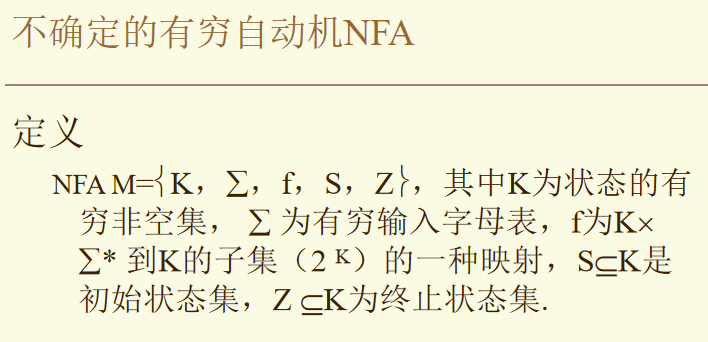 不确定的有穷自动机NFA
定义
NFA M={K，∑，f，S，Z}，其中K为状态的有
穷非空集，∑为有穷输入字母表，f为K×
∑* 到K的子集（2 ᴷ）的一种映射，S⊆K是
初始状态集，Z ⊆K为终止状态集.